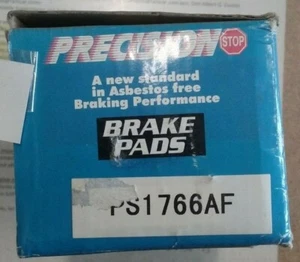 PRECISION STOP
A new standard
in Asbestos free
Braking Performance
BRAKE
PADS
PS1766AF